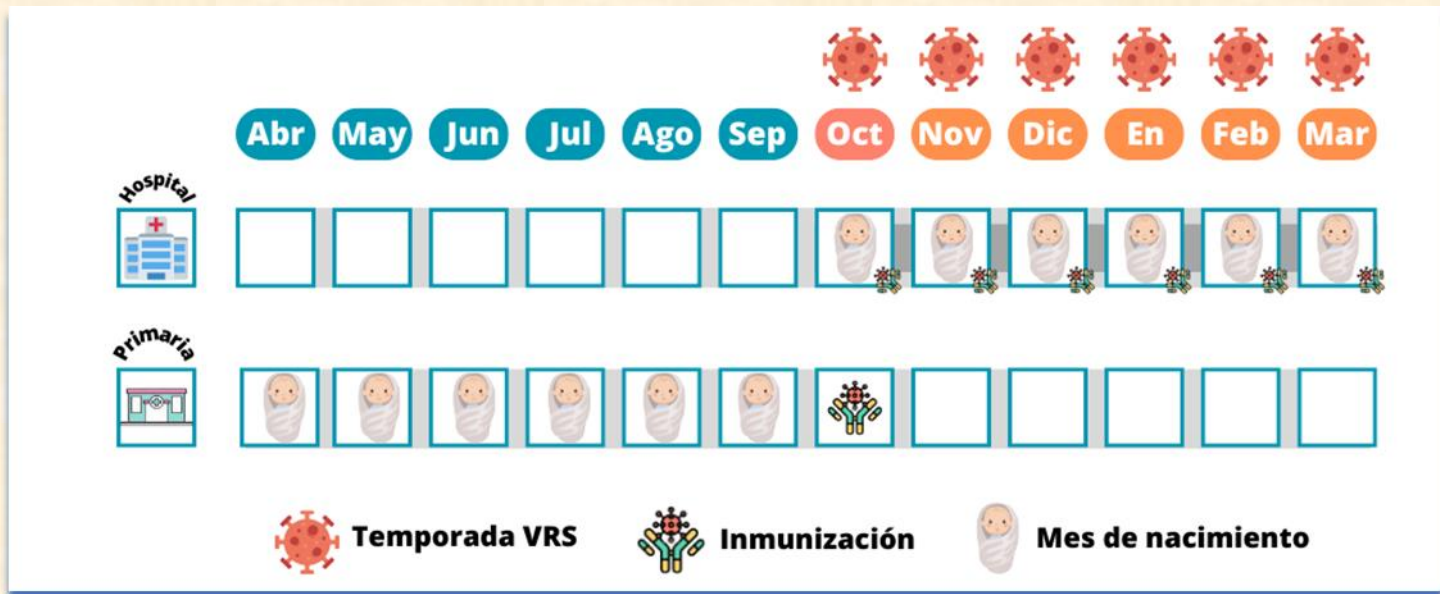 Abr May Jun Jul Ago Sep Oct Nov Dic En Feb Mar
Hospital
Primaria
Temporada VRS Inmunización Mes de nacimiento